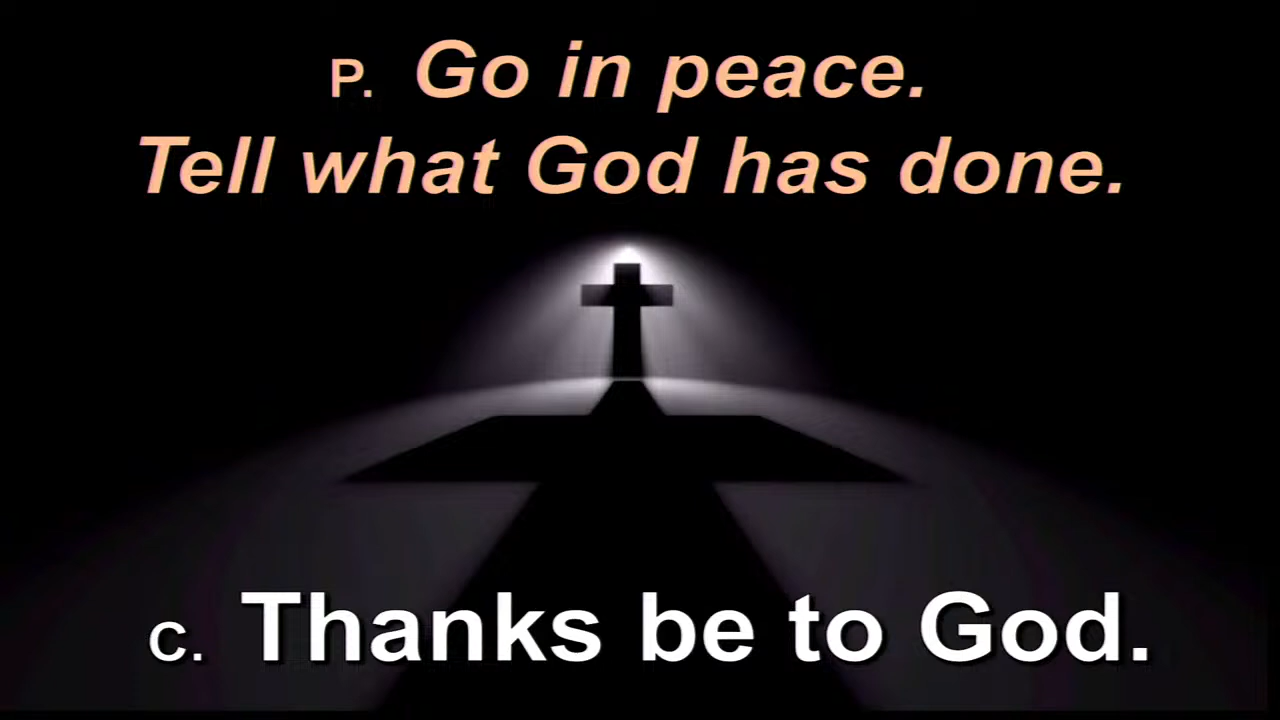 P. Go in peace.
Tell what God has done.
C. Thanks be to God.